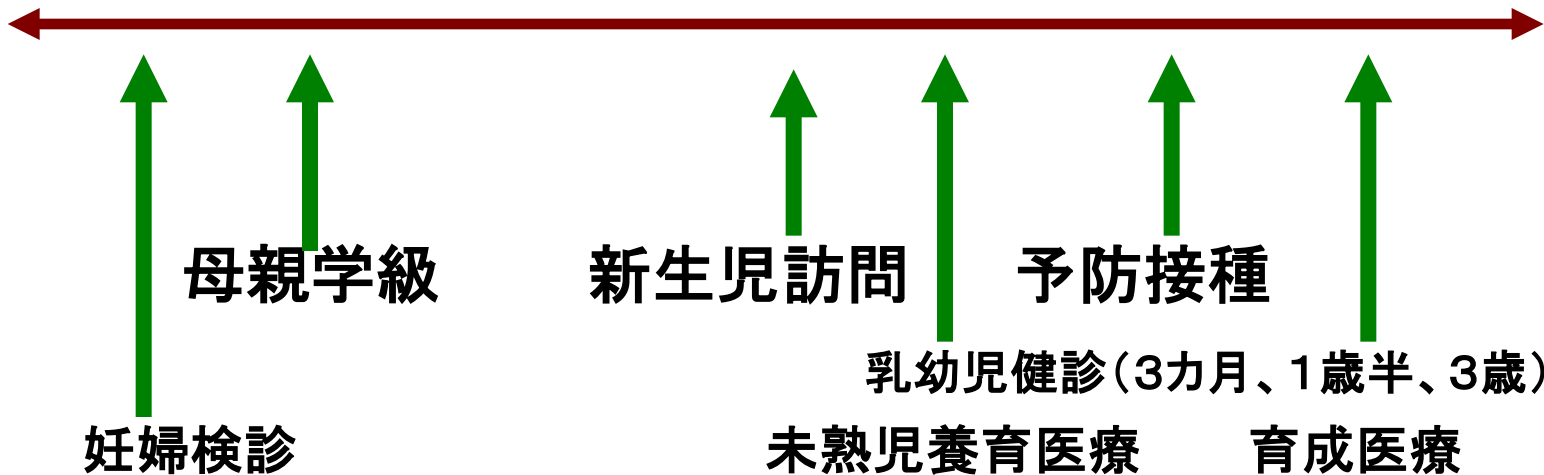 母親学級 新生児訪問 予防接種
乳幼児健診（３カ月、１歳半、３歳）
妊婦検診 未熟児養育医療 育成医療